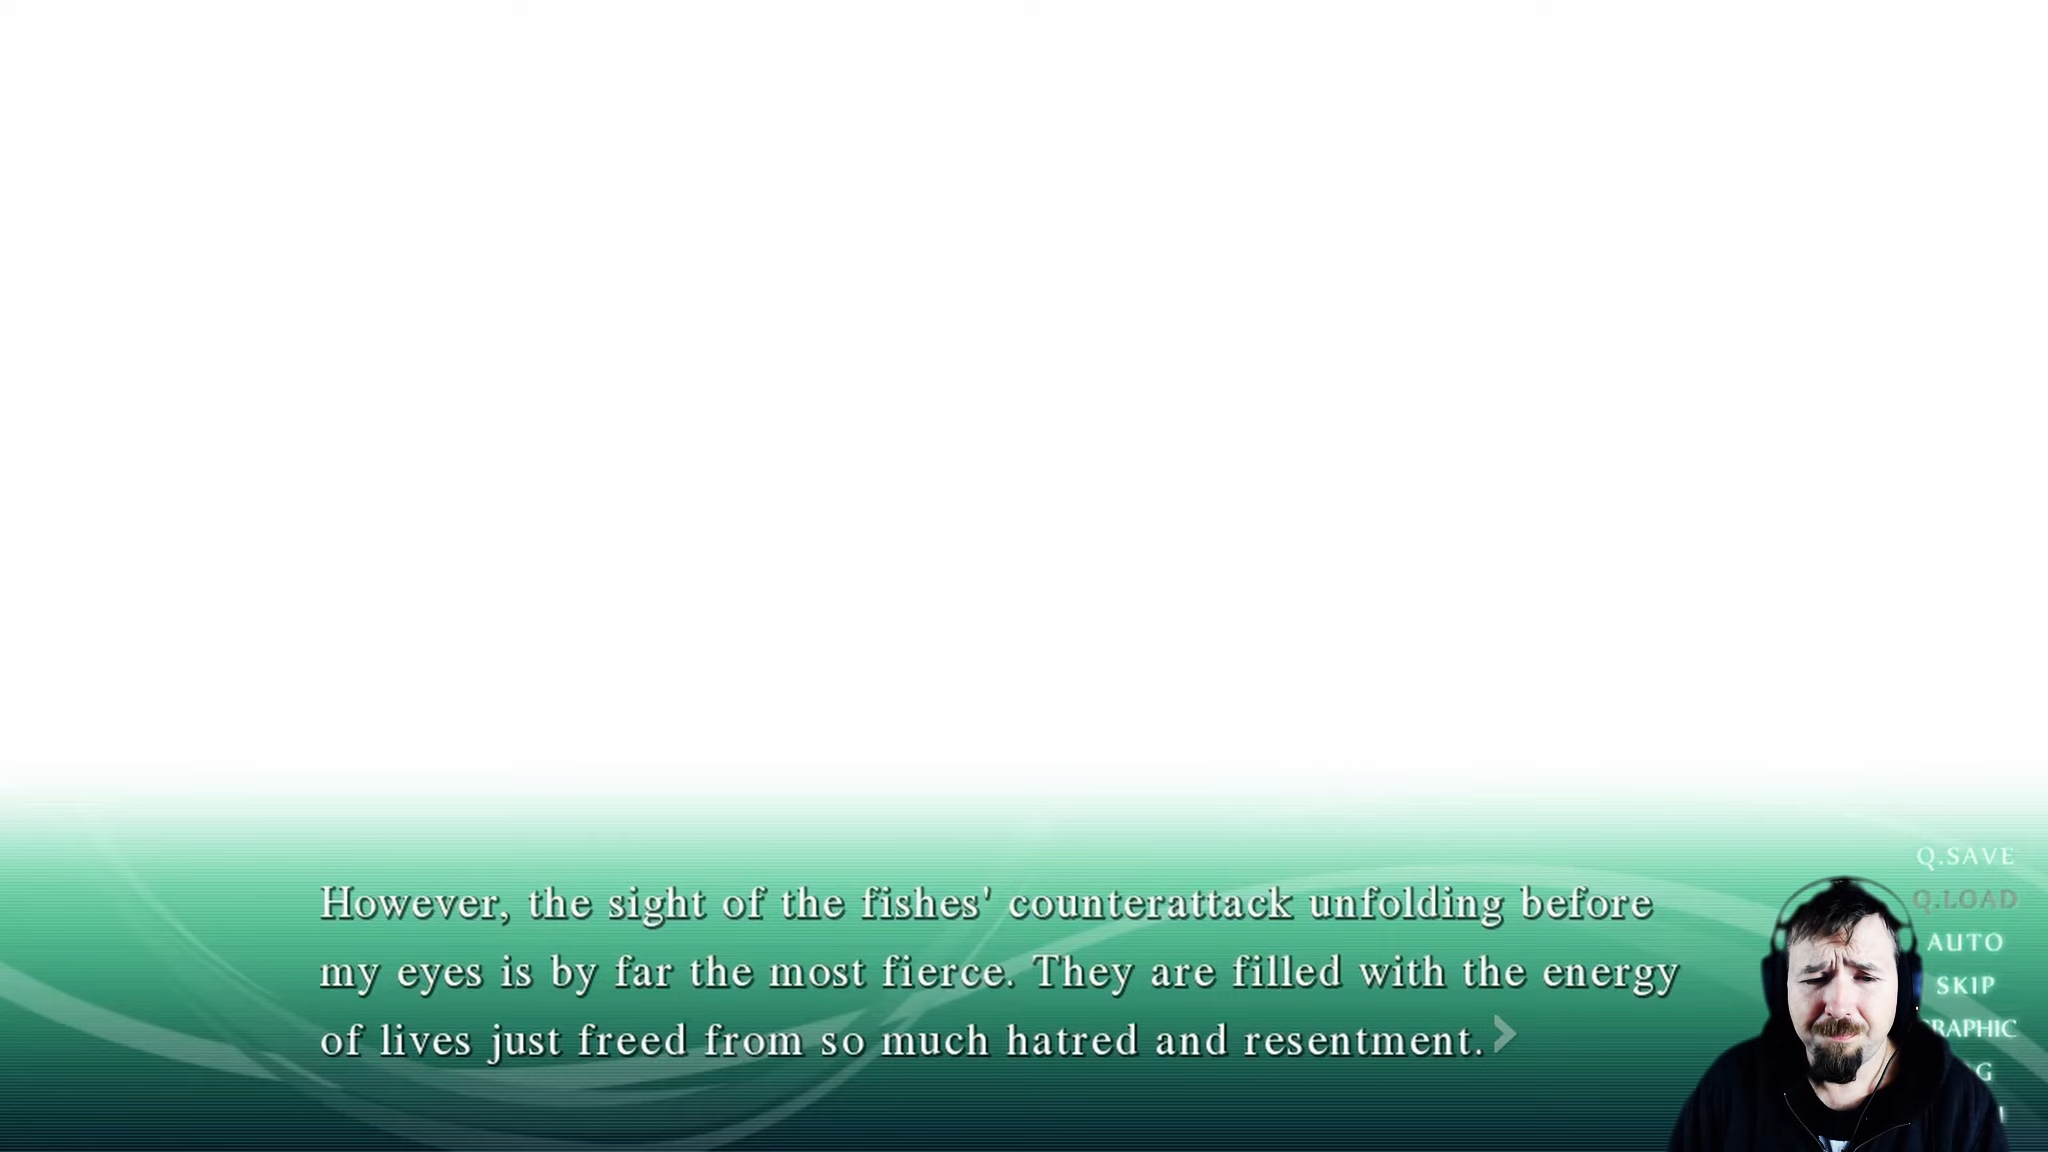 However, the sight of the fishes' counterattack unfolding before
my eyes is by far the most fierce. They are filled with the energy
of lives just freed from so much hatred and resentment.
Q.SAVE
Q.LOAD
AUTO
SKIP